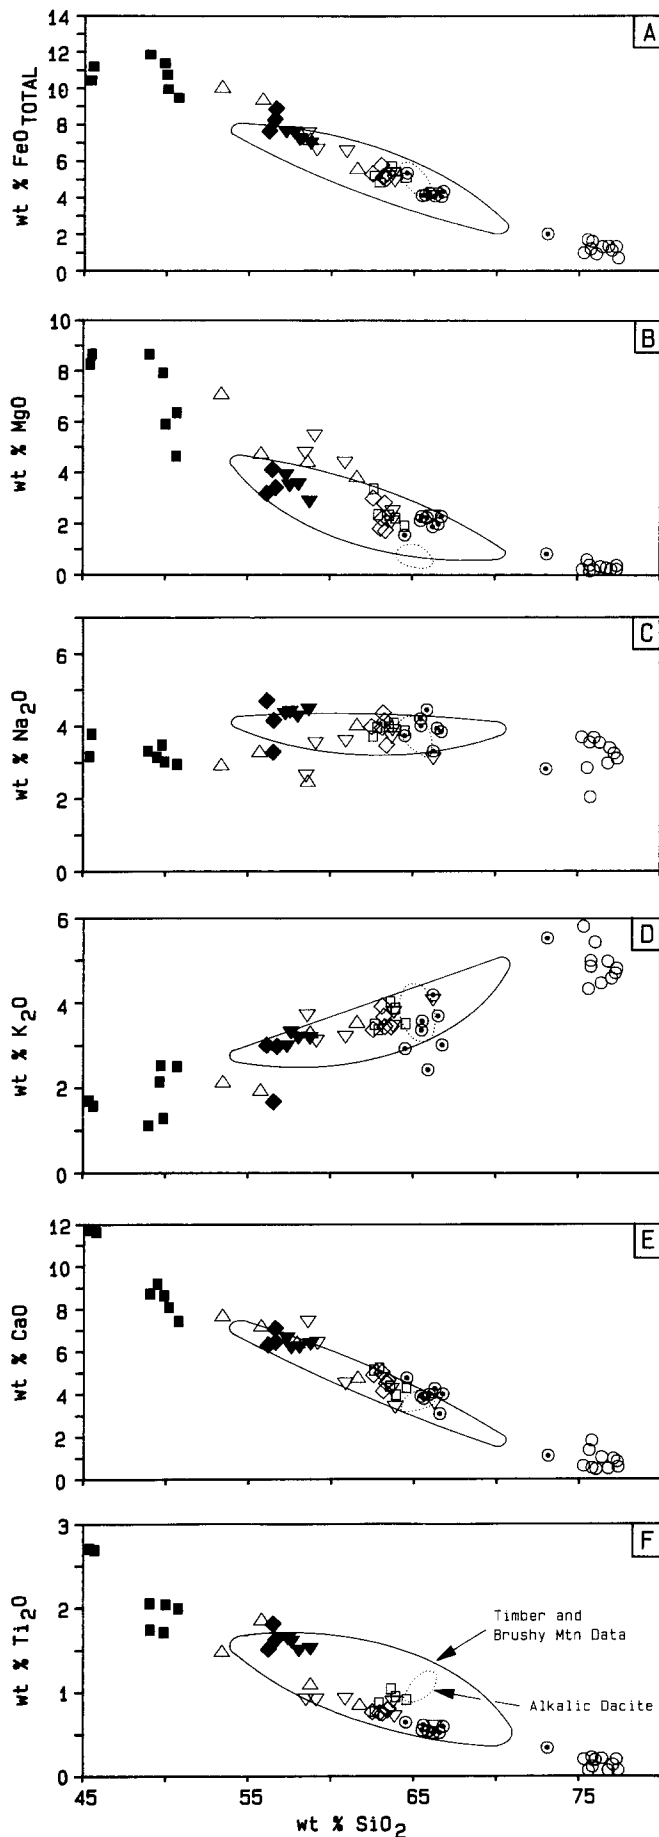 A
14
12
10
8
6
4
2
0
wt % FeO TOTAL
B
10
8
6
4
2
0
wt % MgO
C
6
4
2
0
wt % Na2O
D
6
4
2
0
wt % K2O
E
12
10
8
6
4
2
0
wt % CaO
F
3
2
1
0
wt % Ti2O
Timber and
Brushy Mtn Data
Alkalic Dacite
45 55 65 75
wt % SiO2